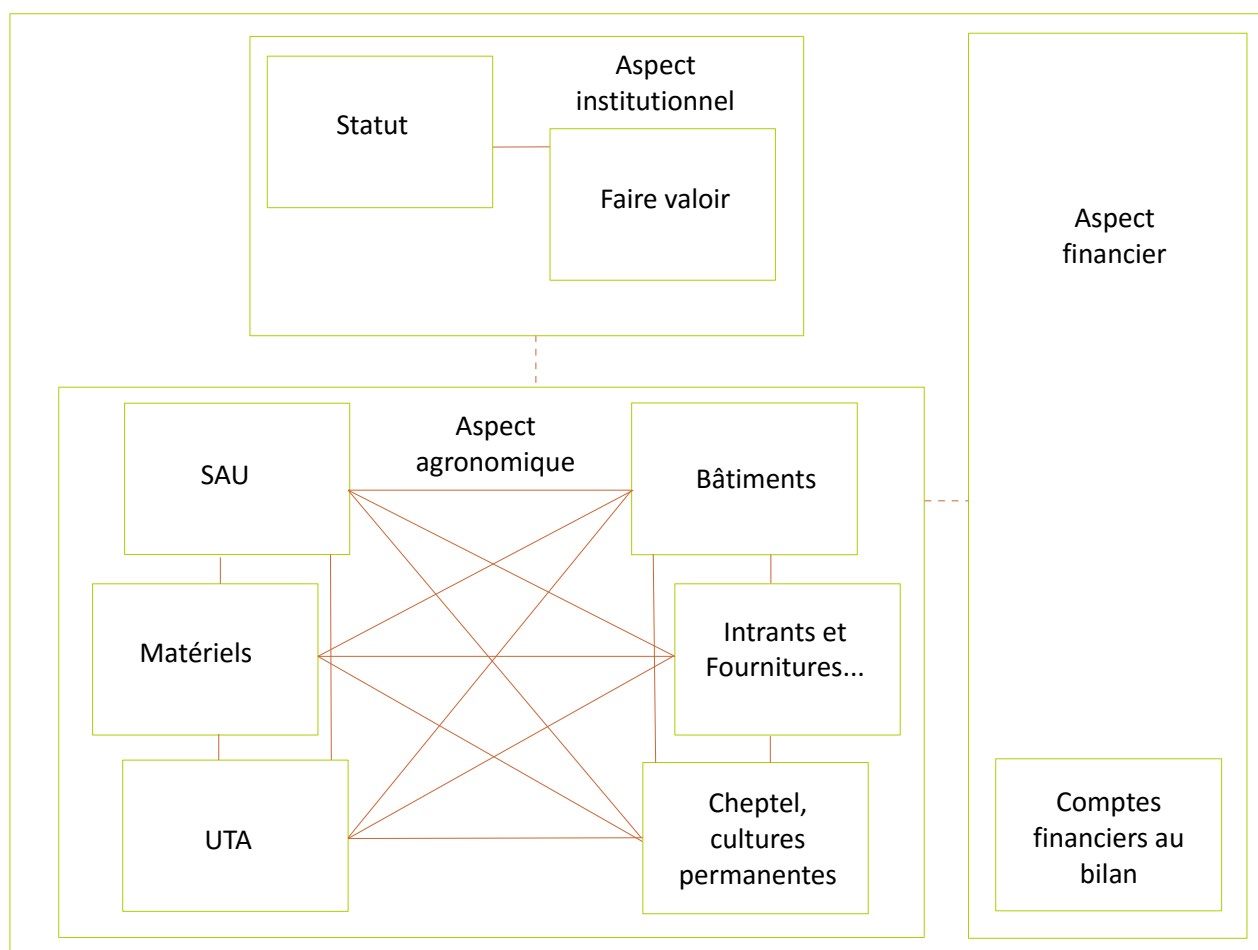 Aspect
institutionnel
Statut
Faire valoir
Aspect
financier
Aspect
agronomique
SAU
Bâtiments
Matériels
Intrants et
Fournitures...
UTA
Cheptel,
cultures
permanentes
Comptes
financiers au
bilan